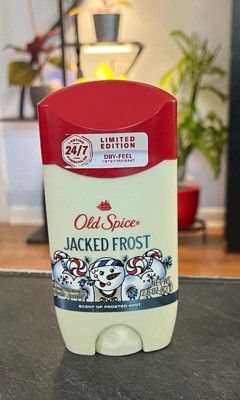 24/7
LIMITED
EDITION
DRY-FEEL
Old Spice
JACKED FROST
SCENT OF FROSTED MINT